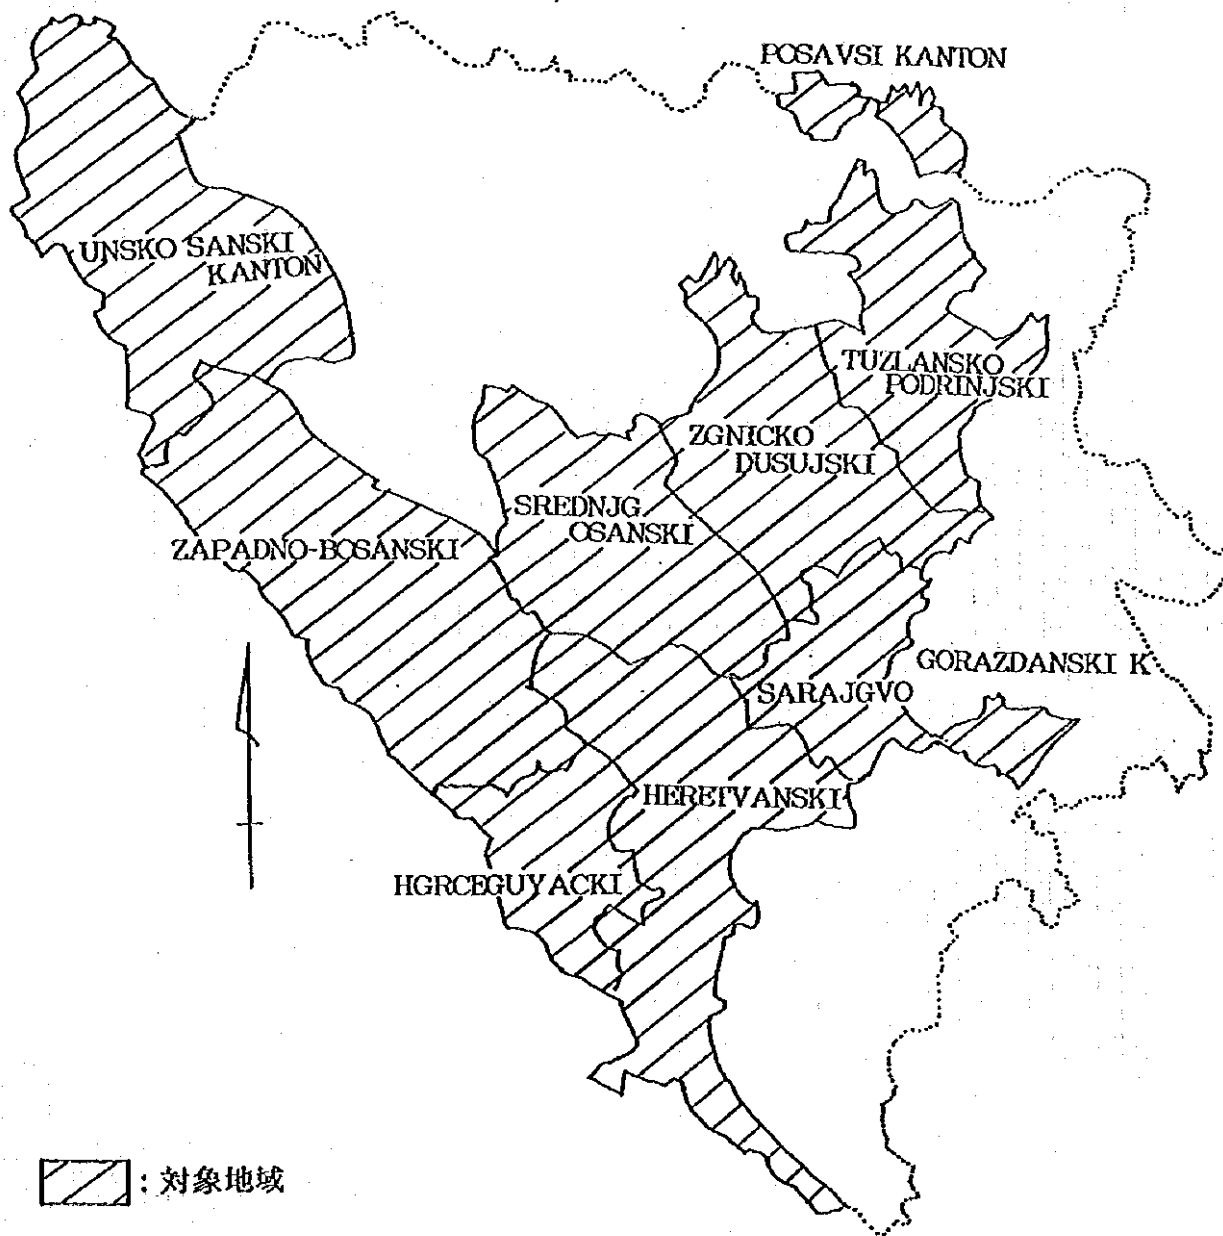 POSAVSI KANTON
UNSKO SANSKI
KANTON
TUZLANSKO
PODRINJSKI
ZGNICKO
DUSUJSKI
SREDNJG
OSANSKI
ZAPADNO-BOSANSKI
GORAZDANSKI K
SARAJGVO
HERETVANSKI
HGRCEGUYACKI
: 対象地域